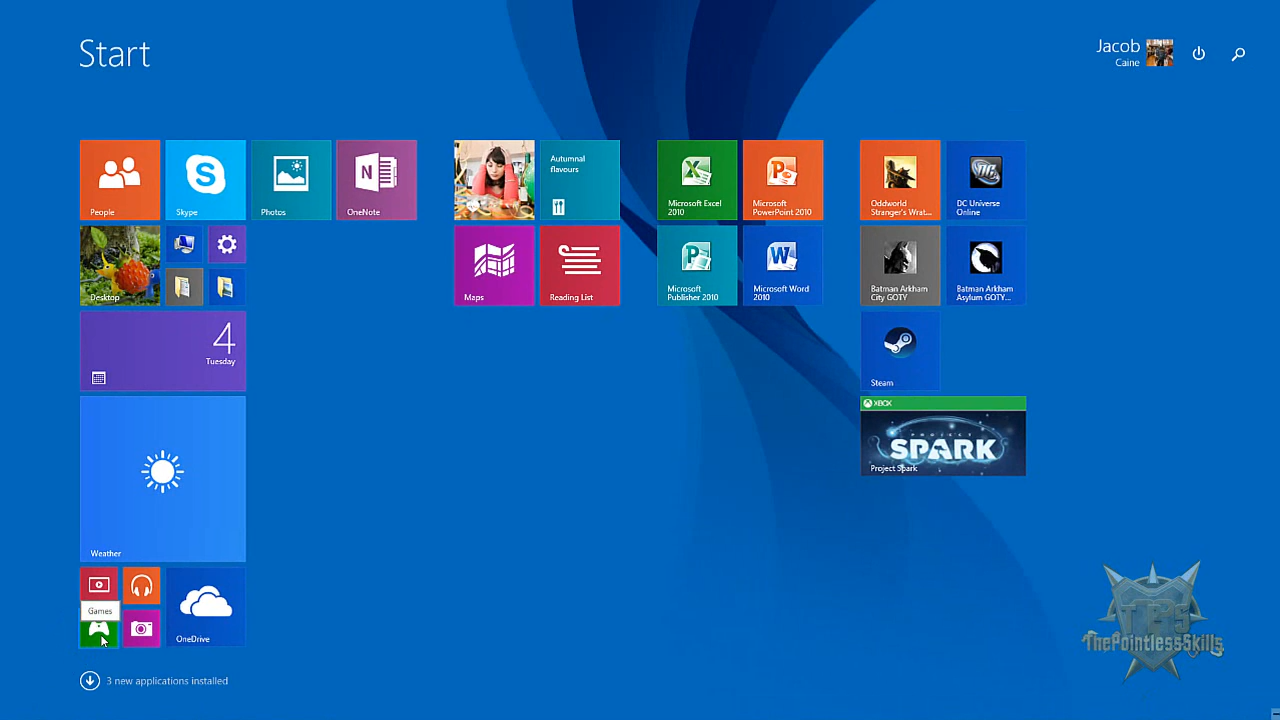 Start
Jacob
Caine
People
Skype
Photos
OneNote
Autumnal
flavours
Microsoft Excel
2010
Microsoft
PowerPoint 2010
Oddworld
Stranger's Wrat...
DC Universe
Online
Desktop
Maps
Reading List
Microsoft
Publisher 2010
Microsoft Word
2010
Batman Arkham
City GOTY
Batman Arkham
Asylum GOTY...
4
Tuesday
Steam
XBOX
PROJECT
SPARK
Project Spark
Weather
Games
OneDrive
TPS
ThePointlessSkills
3 new applications installed